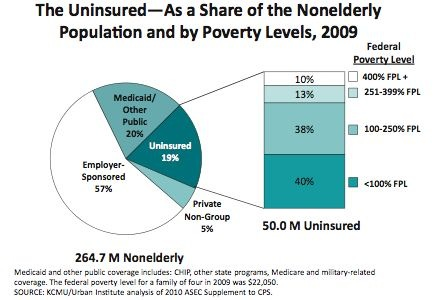 The Uninsured—As a Share of the Nonelderly
Population and by Poverty Levels, 2009
Federal
Poverty Level
Medicaid/
Other
Public
20%
Uninsured
19%
Employer-
Sponsored
57%
Private
Non-Group
5%
10%
13%
38%
40%
400% FPL +
251-399% FPL
100-250% FPL
<100% FPL
50.0 M Uninsured
264.7 M Nonelderly
Medicaid and other public coverage includes: CHIP, other state programs, Medicare and military-related
coverage. The federal poverty level for a family of four in 2009 was $22,050.
SOURCE: KCMU/Urban Institute analysis of 2010 ASEC Supplement to CPS.